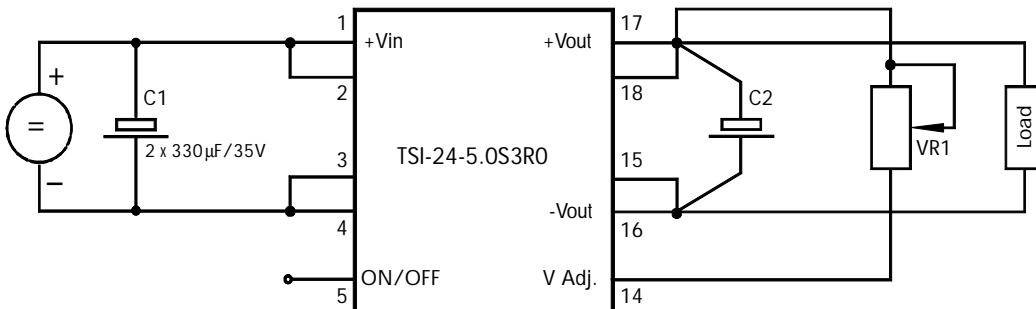 1
17
+Vin
+Vout
+
C1
2
18
C2
=
2 x 330µF/35V
TSI-24-5.0S3R0
VR1
Load
3
15
−
-Vout
4
16
ON/OFF
V Adj.
5
14